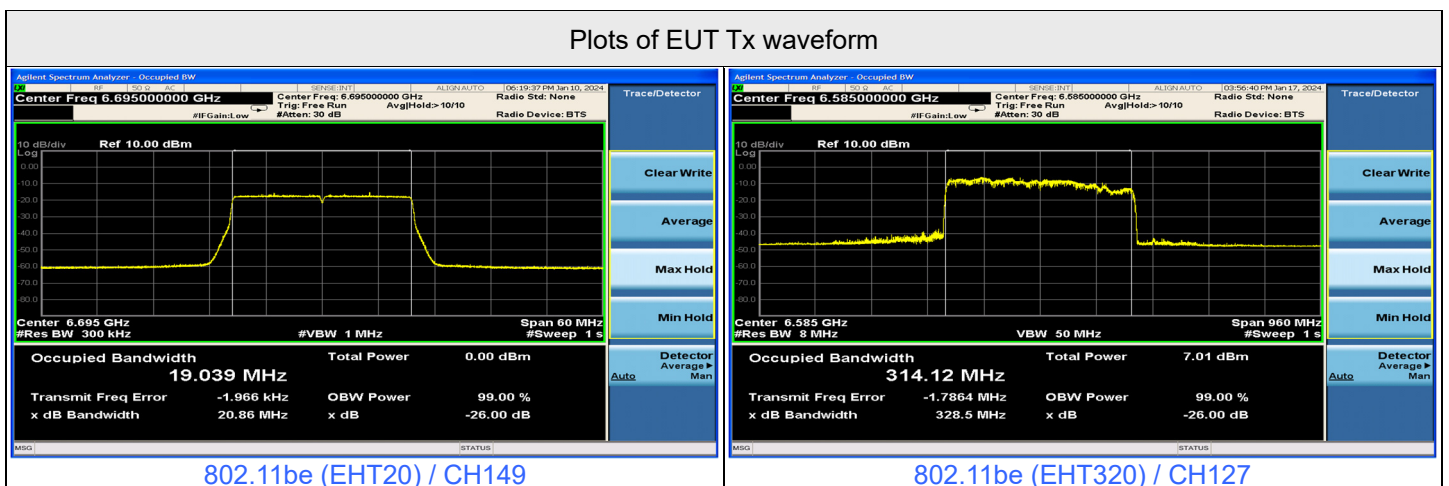 Plots of EUT Tx waveform
Agilent Spectrum Analyzer - Occupied BW
LXI RF 50 Ω AC SENSE:INT ALIGNAUTO 06:19:37 PM Jan 10, 2024
Center Freq 6.695000000 GHz
Center Freq: 6.695000000 GHz
Radio Std: None
Trig: Free Run Avg|Hold:>10/10
#IFGain:Low #Atten: 30 dB Radio Device: BTS
10 dB/div Ref 10.00 dBm
Log
0.00
-10.0
-20.0
-30.0
-40.0
-50.0
-60.0
-70.0
-80.0
Center 6.695 GHz Span 60 MHz
#Res BW 300 kHz #VBW 1 MHz #Sweep 1 s
Occupied Bandwidth Total Power 0.00 dBm
19.039 MHz
Transmit Freq Error -1.966 kHz OBW Power 99.00 %
x dB Bandwidth 20.86 MHz x dB -26.00 dB
MSG STATUS
Trace/Detector
Clear Write
Average
Max Hold
Min Hold
Detector
Average▶
Auto Man
802.11be (EHT20) / CH149
Agilent Spectrum Analyzer - Occupied BW
LXI RF 50 Ω AC SENSE:INT ALIGNAUTO 03:56:40 PM Jan 17, 2024
Center Freq 6.585000000 GHz
Center Freq: 6.585000000 GHz
Radio Std: None
Trig: Free Run Avg|Hold:>10/10
#IFGain:Low #Atten: 30 dB Radio Device: BTS
10 dB/div Ref 10.00 dBm
Log
0.00
-10.0
-20.0
-30.0
-40.0
-50.0
-60.0
-70.0
-80.0
Center 6.585 GHz Span 960 MHz
#Res BW 8 MHz VBW 50 MHz #Sweep 1 s
Occupied Bandwidth Total Power 7.01 dBm
314.12 MHz
Transmit Freq Error -1.7864 MHz OBW Power 99.00 %
x dB Bandwidth 328.5 MHz x dB -26.00 dB
MSG STATUS
Trace/Detector
Clear Write
Average
Max Hold
Min Hold
Detector
Average▶
Auto Man
802.11be (EHT320) / CH127